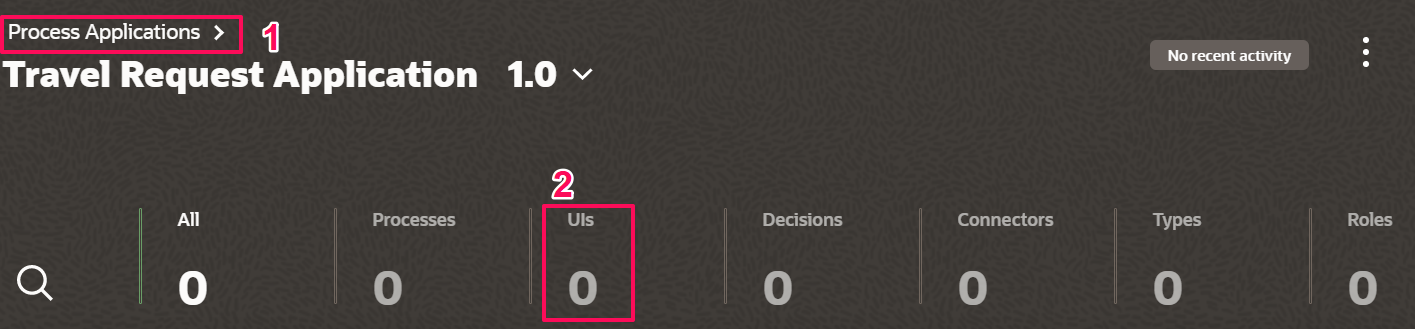 Process Applications
1
Travel Request Application 1.0
No recent activity
2
All Processes UIs Decisions Connectors Types Roles
0 0 0 0 0 0 0